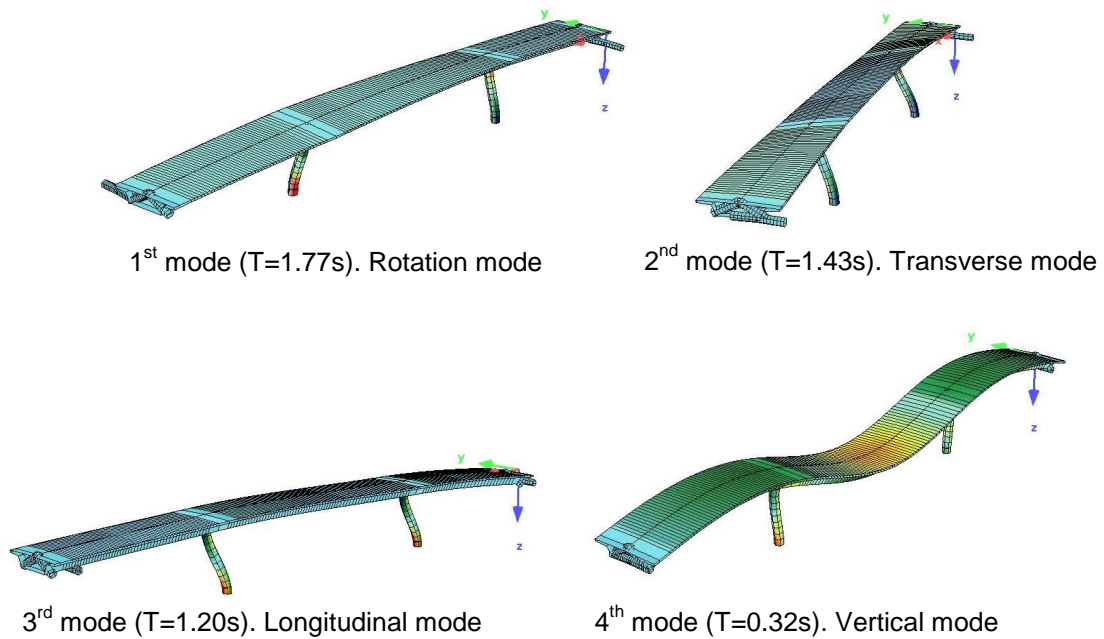 y
z
y
x
z
1st mode (T=1.77s). Rotation mode
2nd mode (T=1.43s). Transverse mode
y
z
y
z
3rd mode (T=1.20s). Longitudinal mode
4th mode (T=0.32s). Vertical mode